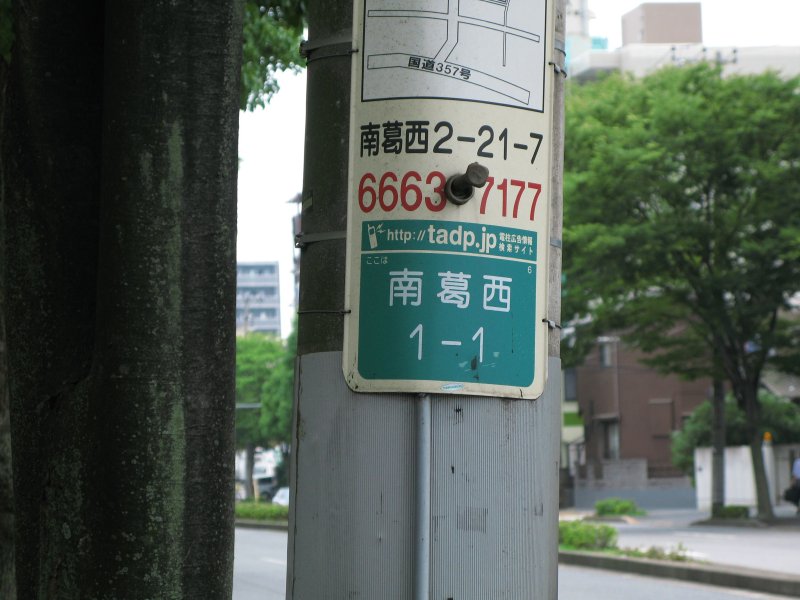 国道357号
南葛西2-21-7
6663 7177
http://tadp.jp 電柱広告情報
検索サイト
ここは 6
南葛西
1-1